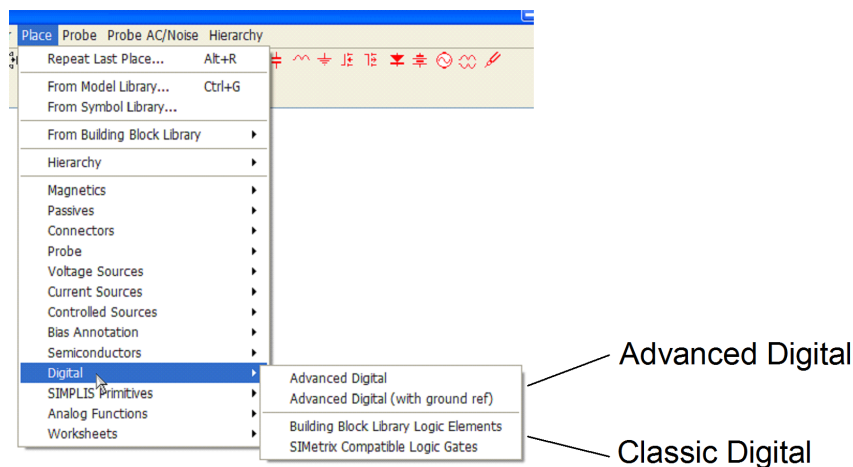 Place Probe Probe AC/Noise Hierarchy
Repeat Last Place... Alt+R
From Model Library... Ctrl+G
From Symbol Library...
From Building Block Library
Hierarchy
Magnetics
Passives
Connectors
Probe
Voltage Sources
Current Sources
Controlled Sources
Bias Annotation
Semiconductors
Digital
SIMPLIS Primitives
Analog Functions
Worksheets
Advanced Digital
Advanced Digital (with ground ref)
Building Block Library Logic Elements
SIMetrix Compatible Logic Gates
Advanced Digital
Classic Digital